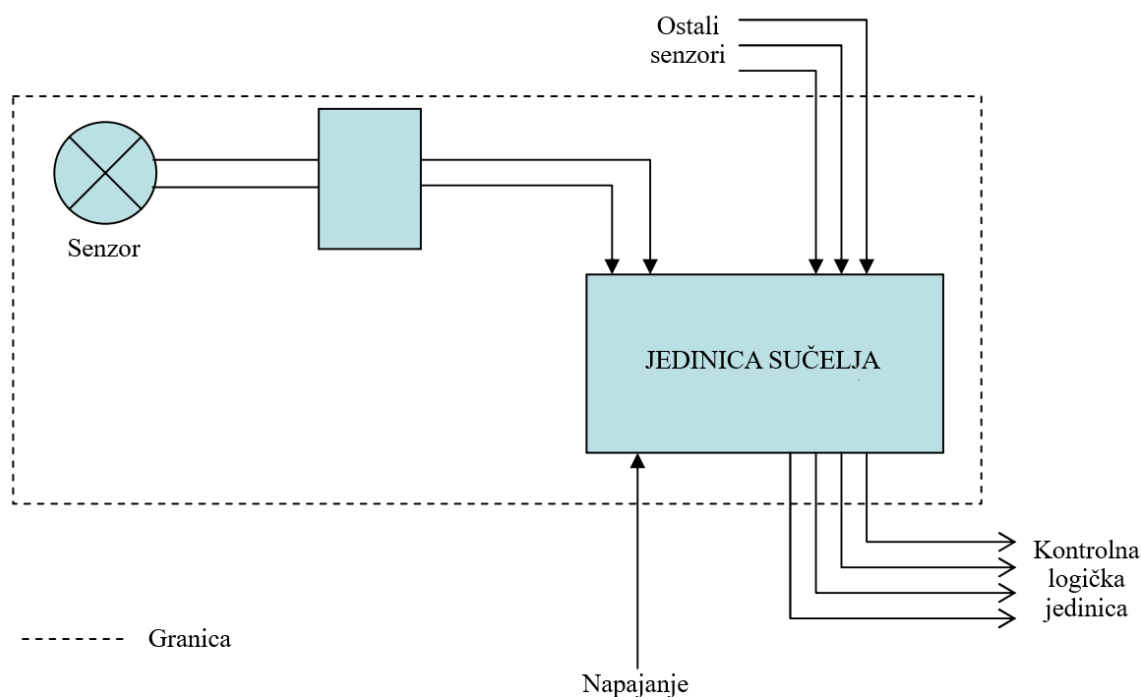 Ostali
senzori
Senzor
JEDINICA SUČELJA
Kontrolna
logička
jedinica
Granica
Napajanje